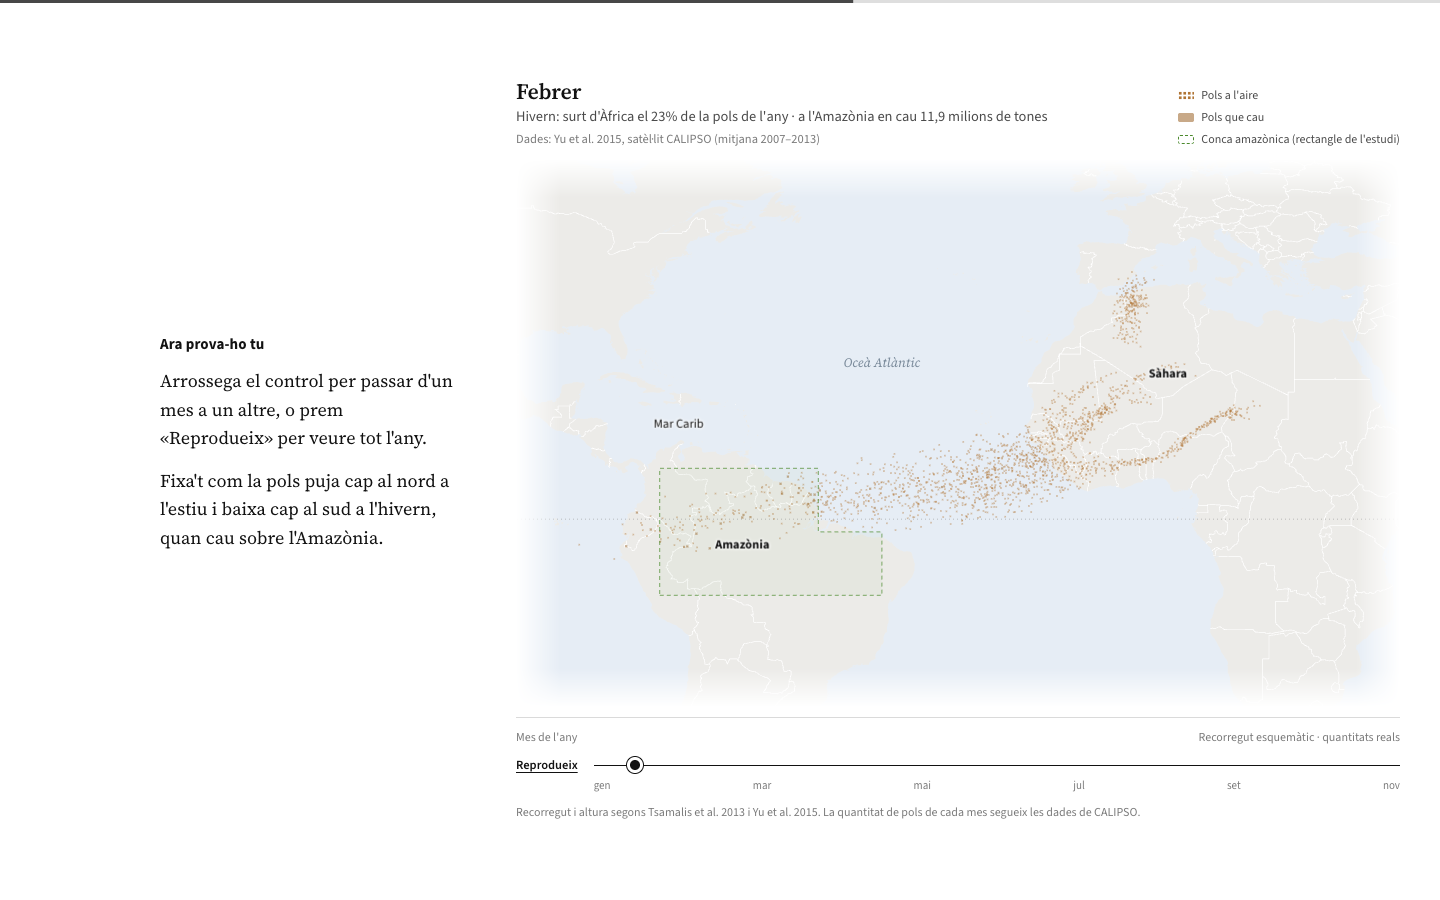 Febrer
Hivern: surt d'Àfrica el 23% de la pols de l'any · a l'Amazònia en cau 11,9 milions de tones
Dades: Yu et al. 2015, satèl·lit CALIPSO (mitjana 2007–2013)
Pols a l'aire
Pols que cau
Conca amazònica (rectangle de l'estudi)
Ara prova-ho tu
Arrossega el control per passar d'un
mes a un altre, o prem
«Reprodueix» per veure tot l'any.
Fixa't com la pols puja cap al nord a
l'estiu i baixa cap al sud a l'hivern,
quan cau sobre l'Amazònia.
Oceà Atlàntic
Sàhara
Mar Carib
Amazònia
Mes de l'any
Recorregut esquemàtic · quantitats reals
Reprodueix
gen mar mai jul set nov
Recorregut i altura segons Tsamalis et al. 2013 i Yu et al. 2015. La quantitat de pols de cada mes segueix les dades de CALIPSO.